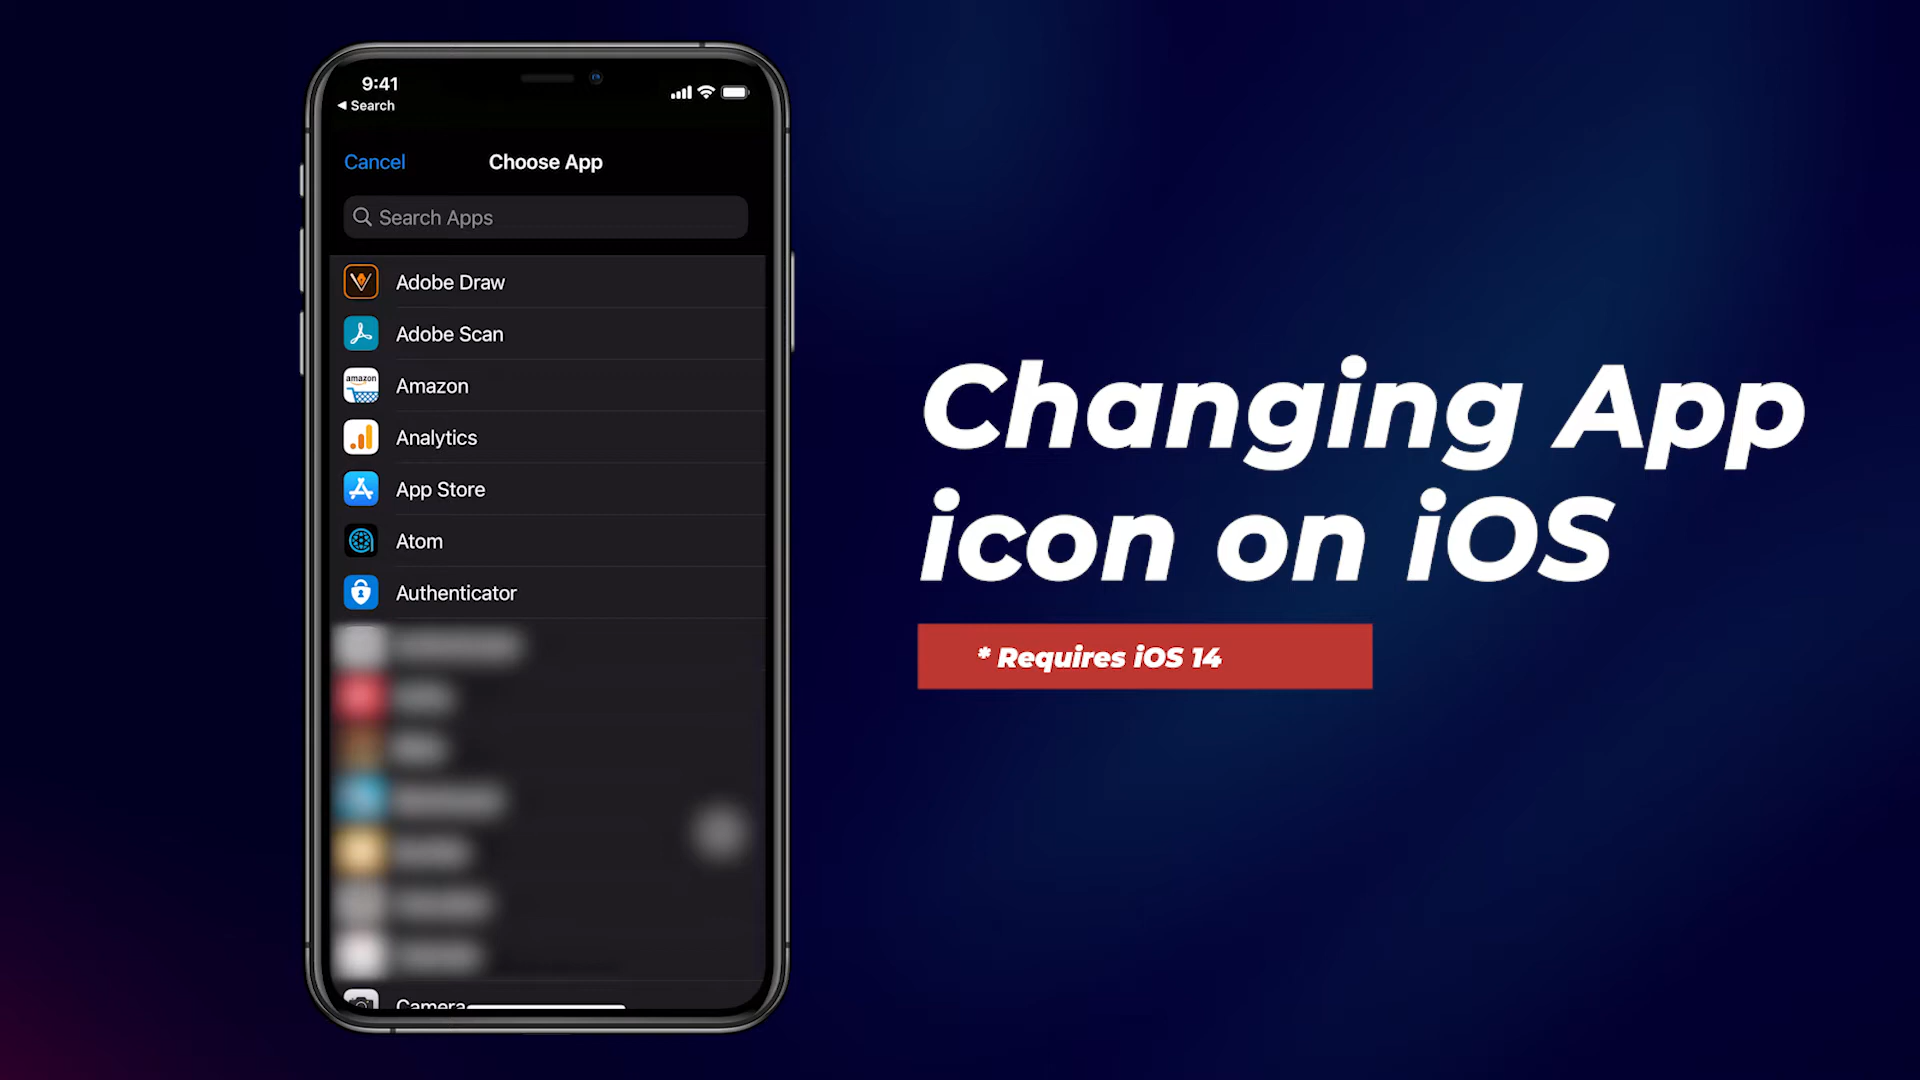 9:41
Search
Cancel
Choose App
Search Apps
Adobe Draw
Adobe Scan
amazon
Amazon
Analytics
App Store
Atom
Authenticator
Camera
Changing App
icon on iOS
* Requires iOS 14